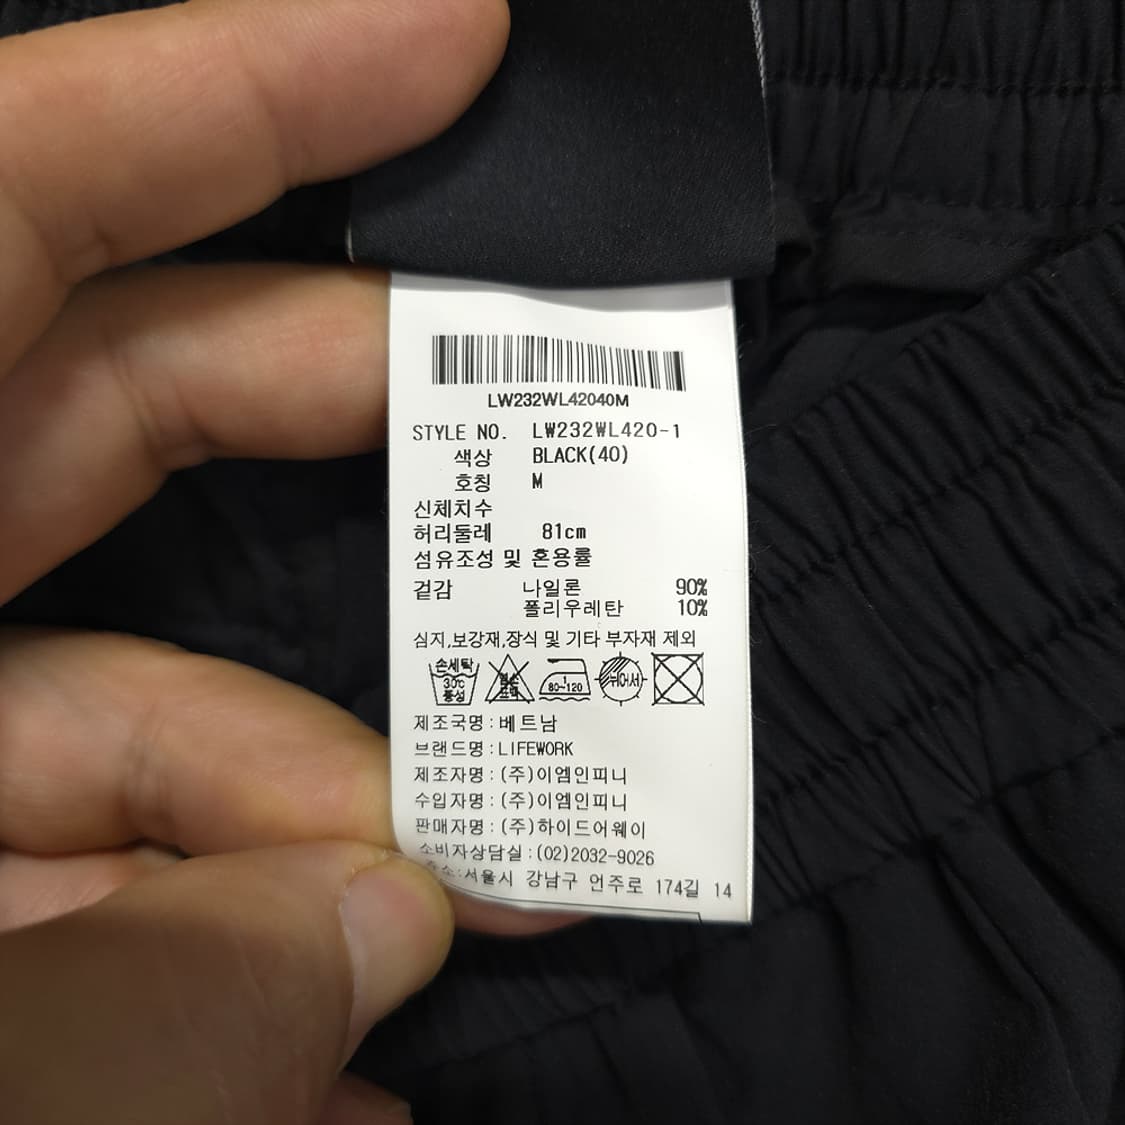 LW232WL42040M
STYLE NO. LW232WL420-1
색상 BLACK(40)
호칭 M
신체치수
허리둘레 81cm
섬유조성 및 혼용률
겉감 나일론 90%
폴리우레탄 10%
심지,보강재,장식 및 기타 부자재 제외
손세탁 30℃ 중성 80~120 뉘어서
제조국명:베트남
브랜드명:LIFEWORK
제조자명:(주)이엠인피니
수입자명:(주)이엠인피니
판매자명:(주)하이드어웨이
소비자상담실:(02)2032-9026
주소:서울시 강남구 언주로 174길 14